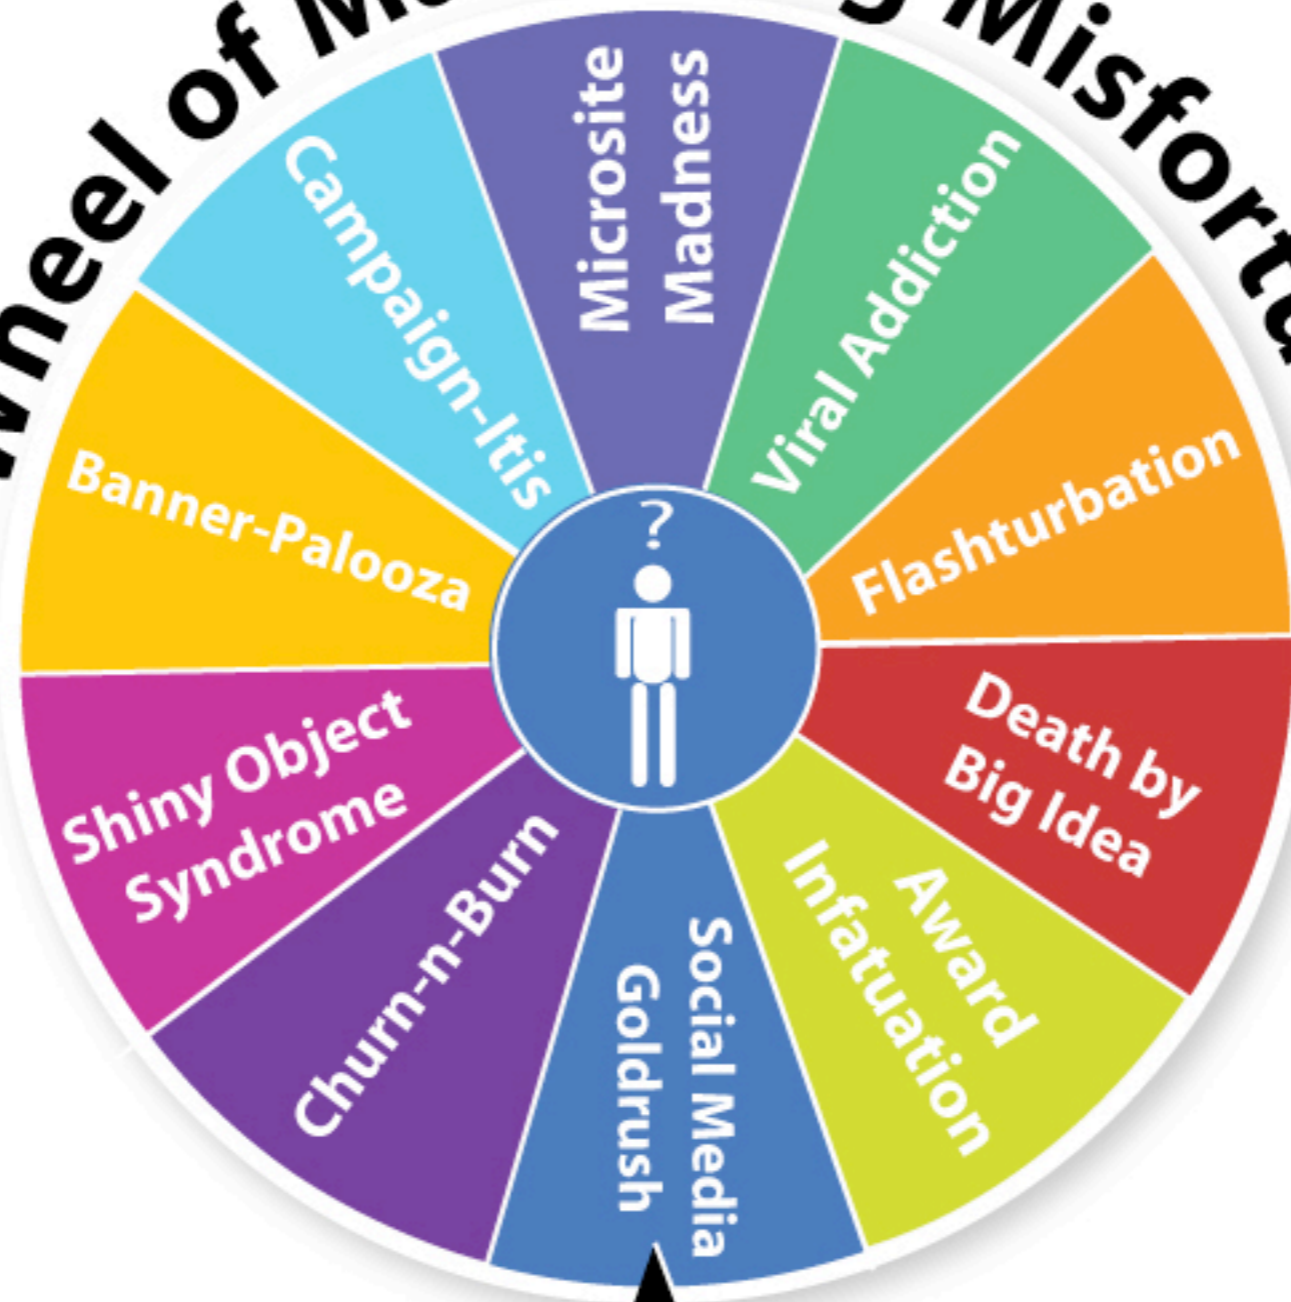 Wheel of
Misfortu
Microsite
Madness
Viral Addiction
Flashturbation
Death by
Big Idea
Award
Infatuation
Social Media
Goldrush
Churn-n-Burn
Shiny Object
Syndrome
Banner-Palooza
Campaign-Itis
?